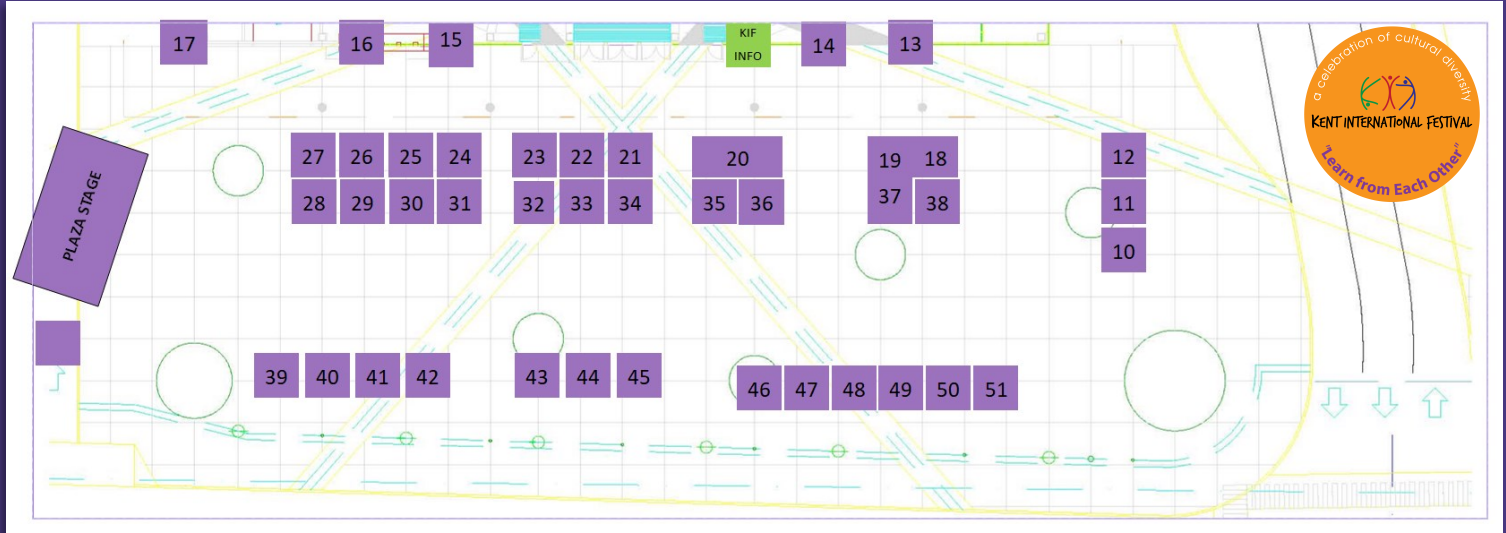 17
16
15
KIF
INFO
14
13
a celebration of cultural diversity
KENT INTERNATIONAL FESTIVAL
"Learn from Each Other"
PLAZA STAGE
27 26 25 24 23 22 21 20 19 18 12
28 29 30 31 32 33 34 35 36 37 38 11
10
39 40 41 42 43 44 45 46 47 48 49 50 51